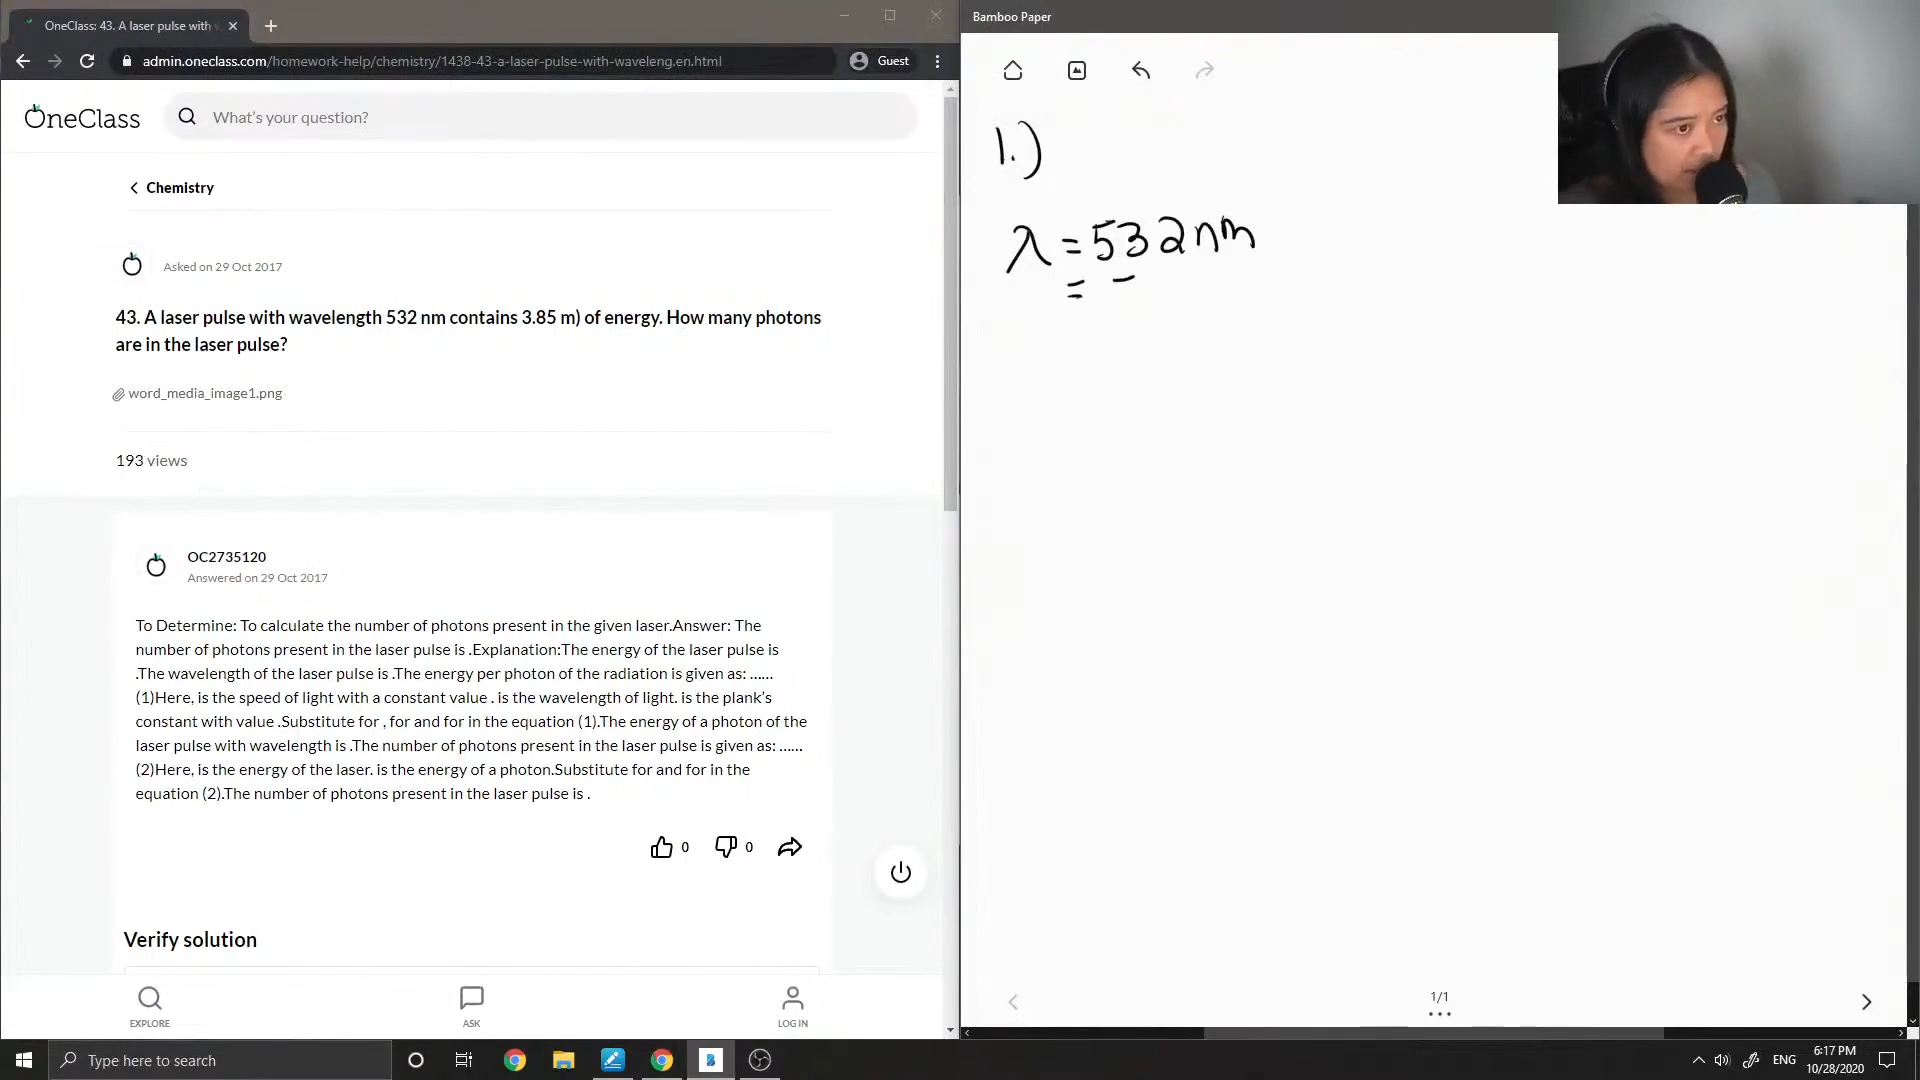 OneClass: 43. A laser pulse with
admin.oneclass.com/homework-help/chemistry/1438-43-a-laser-pulse-with-waveleng.en.html
Guest
OneClass
What's your question?
Chemistry
Asked on 29 Oct 2017
43. A laser pulse with wavelength 532 nm contains 3.85 m) of energy. How many photons
are in the laser pulse?
word_media_image1.png
193 views
OC2735120
Answered on 29 Oct 2017
To Determine: To calculate the number of photons present in the given laser.Answer: The
number of photons present in the laser pulse is .Explanation:The energy of the laser pulse is
.The wavelength of the laser pulse is .The energy per photon of the radiation is given as: ......
(1)Here, is the speed of light with a constant value . is the wavelength of light. is the plank's
constant with value .Substitute for , for and for in the equation (1).The energy of a photon of the
laser pulse with wavelength is .The number of photons present in the laser pulse is given as: ......
(2)Here, is the energy of the laser. is the energy of a photon.Substitute for and for in the
equation (2).The number of photons present in the laser pulse is .
0
0
Verify solution
EXPLORE
ASK
LOG IN
Bamboo Paper
1.)
λ = 532nm
= -
1/1
Type here to search
ENG
6:17 PM
10/28/2020